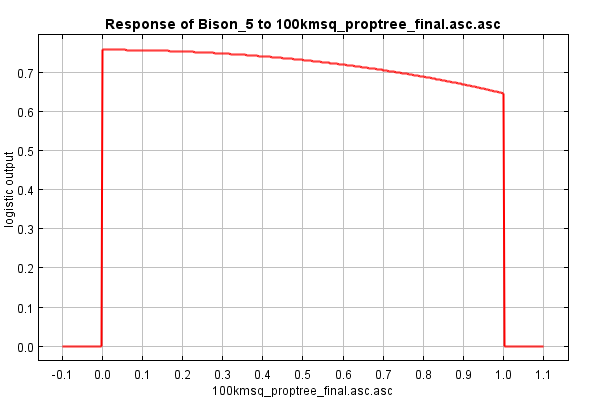 Response of Bison_5 to 100kmsq_proptree_final.asc.asc
logistic output
0.7
0.6
0.5
0.4
0.3
0.2
0.1
0.0
-0.1 0.0 0.1 0.2 0.3 0.4 0.5 0.6 0.7 0.8 0.9 1.0 1.1
100kmsq_proptree_final.asc.asc